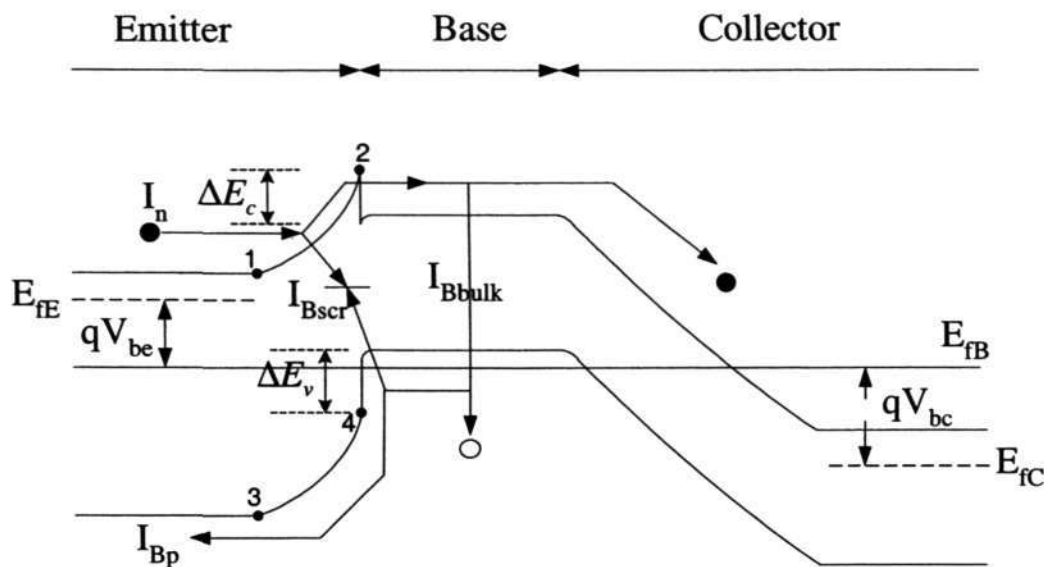 Emitter
Base
Collector
2
ΔE_c
I_n
1
E_fE
I_Bscr
I_Bbulk
qV_be
E_fB
ΔE_v
4
qV_bc
E_fC
3
I_Bp